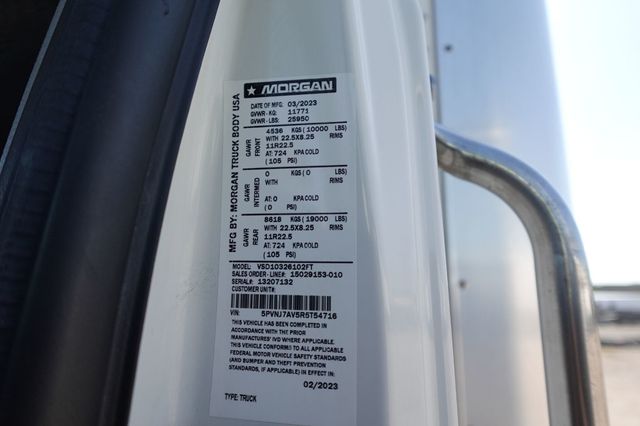 MORGAN
MFG BY: MORGAN TRUCK BODY USA
DATE OF MFG: 03/2023
GVWR - KG: 11771
GVWR - LBS: 25950
GAWR FRONT
4536 KGS ( 10000 LBS)
WITH 22.5X8.25 RIMS
11R22.5
AT: 724 KPA COLD
( 105 PSI)
GAWR INTERMED
0 KGS ( 0 LBS)
WITH RIMS
AT: 0 KPA COLD
( 0 PSI)
GAWR REAR
8618 KGS ( 19000 LBS)
WITH 22.5X8.25 RIMS
11R22.5
AT: 724 KPA COLD
( 105 PSI)
MODEL: VSD10326102FT
SALES ORDER - LINE#: 15029153-010
SERIAL#: 13207132
CUSTOMER UNIT#:
VIN: 5PVNJ7AV5R5T54716
THIS VEHICLE HAS BEEN COMPLETED IN
ACCORDANCE WITH THE PRIOR
MANUFACTURES' IVD WHERE APPLICABLE.
THIS VEHICLE CONFORMS TO ALL APPLICABLE
FEDERAL MOTOR VEHICLE SAFETY STANDARDS
(AND BUMPER AND THEFT PREVENTION
STANDARDS, IF APPLICABLE) IN EFFECT IN:
02/2023
TYPE: TRUCK